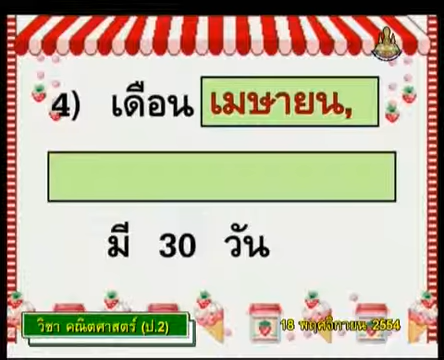 4) เดือน เมษายน,
มี 30 วัน
วิชา คณิตศาสตร์ (ป.2)
18 พฤศจิกายน 2554